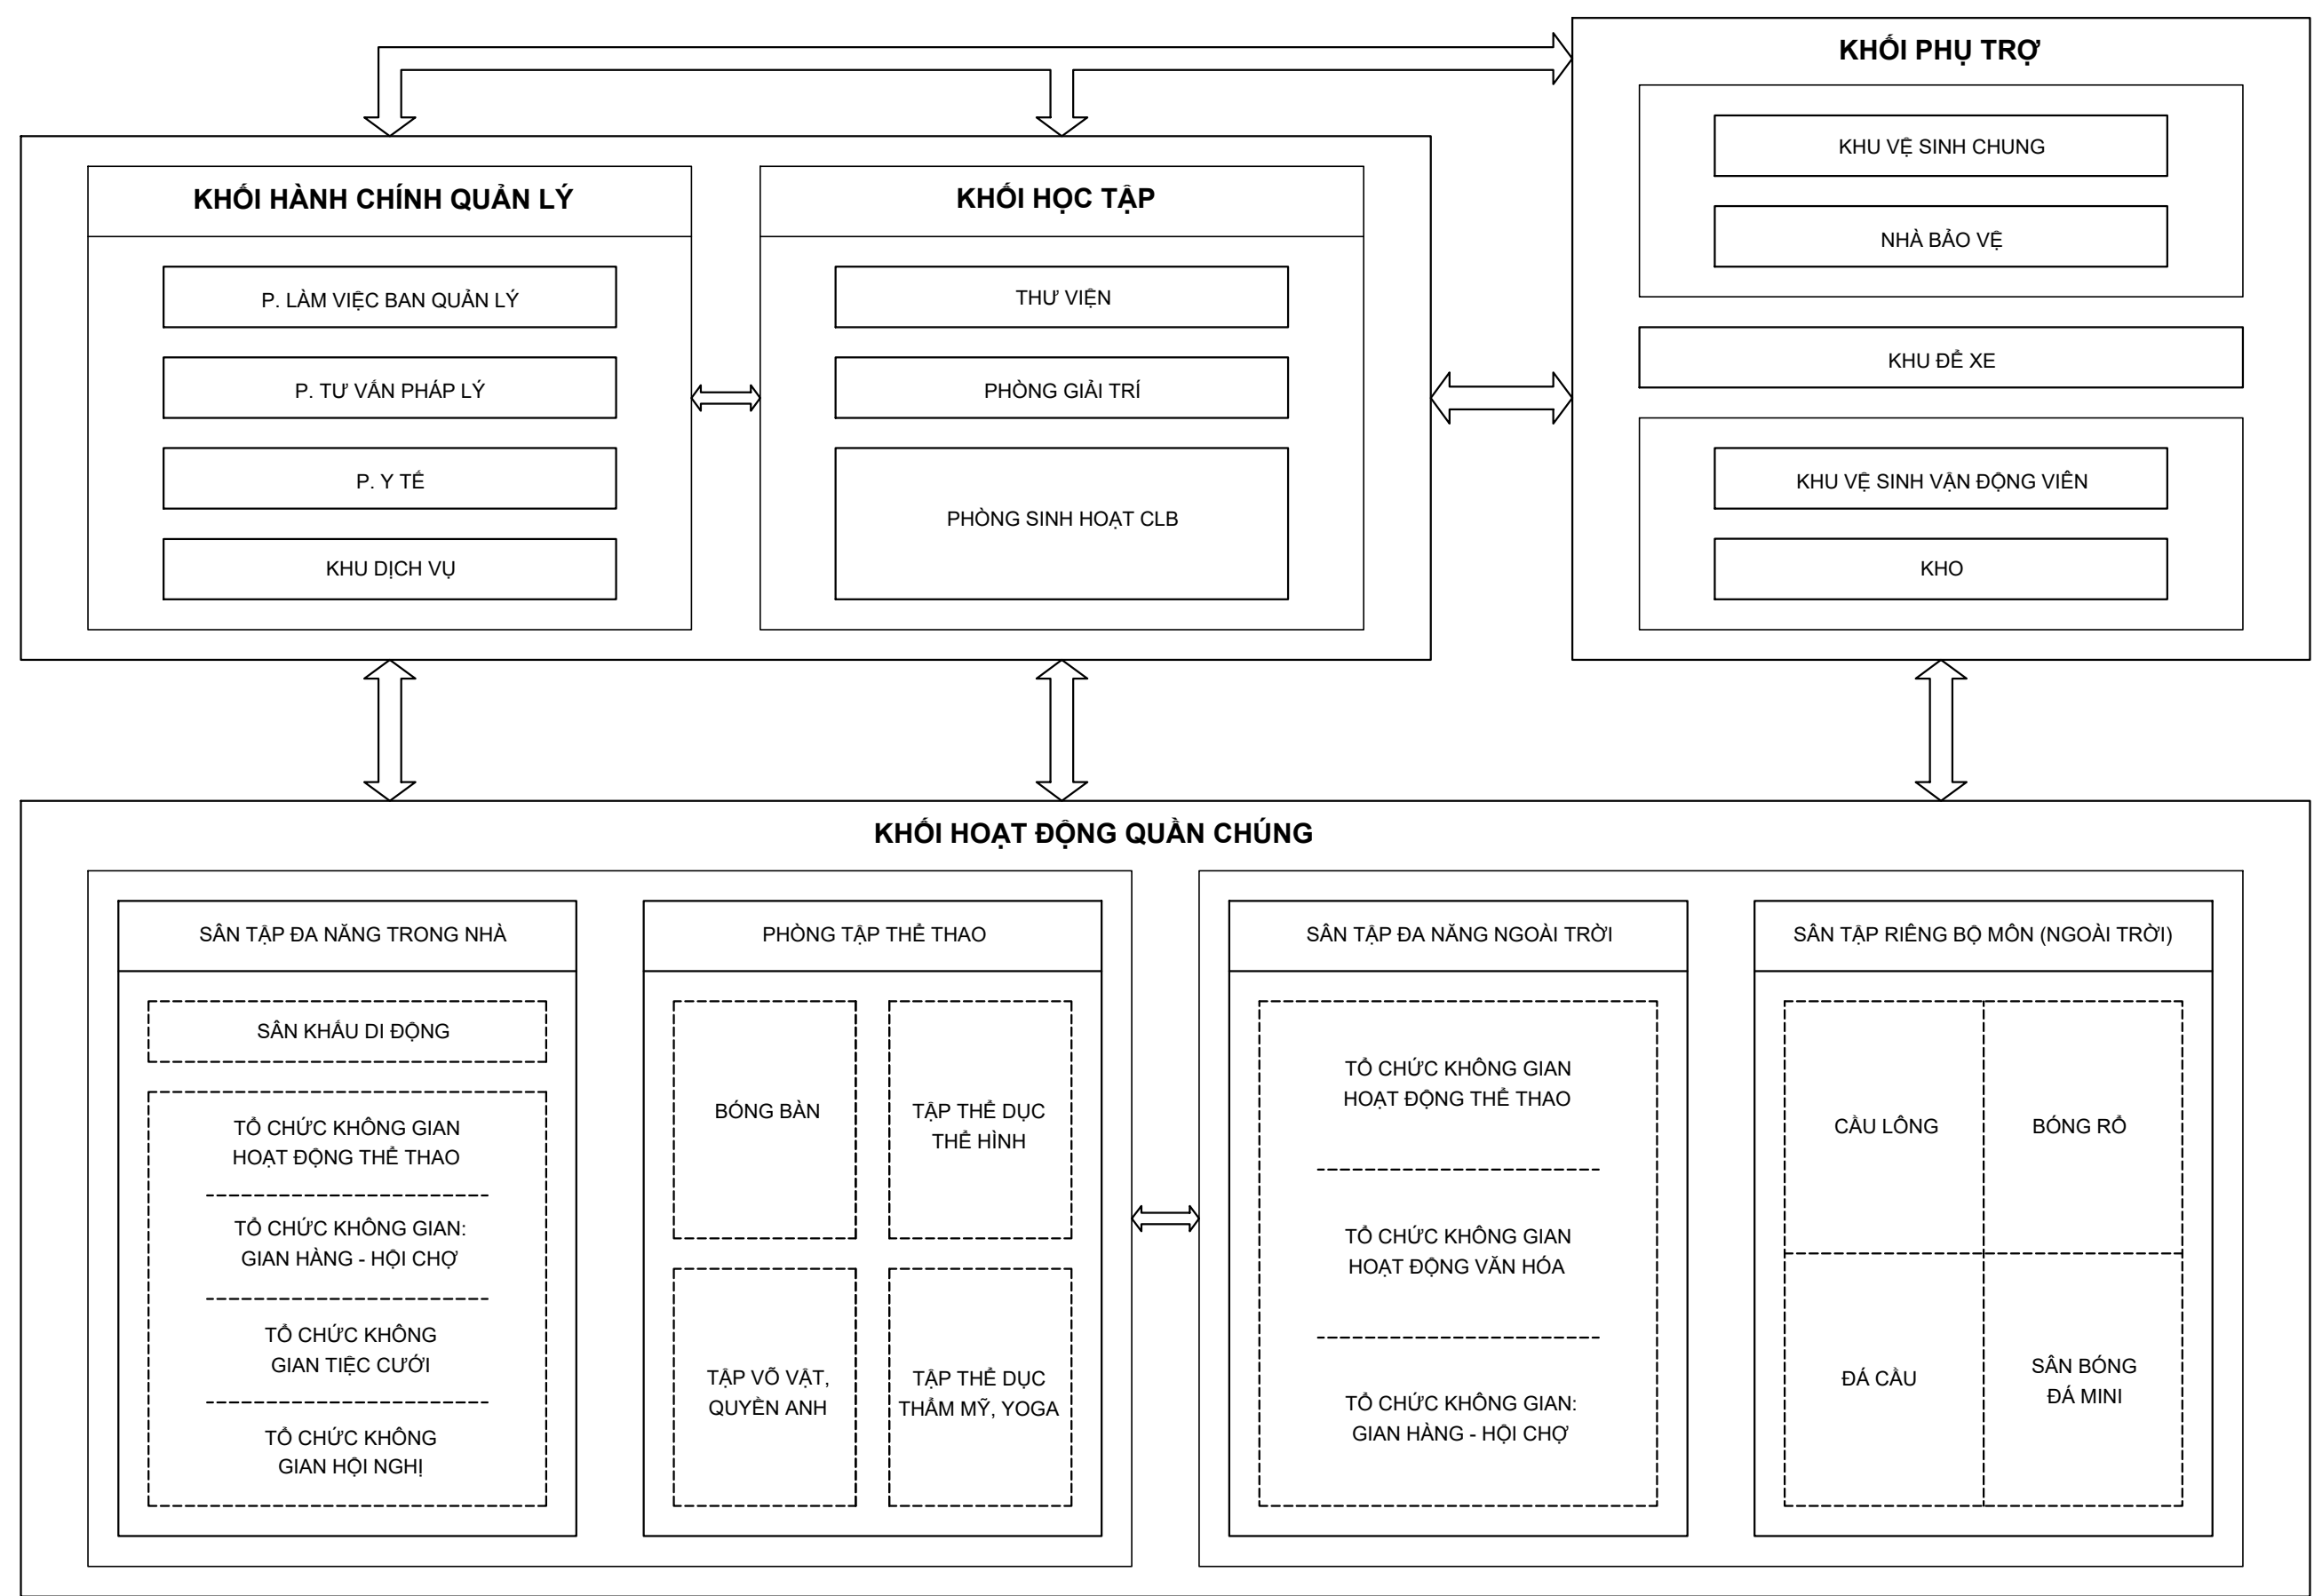 KHỐI PHỤ TRỢ
KHU VỆ SINH CHUNG
NHÀ BẢO VỆ
KHU ĐỂ XE
KHU VỆ SINH VẬN ĐỘNG VIÊN
KHO
KHỐI HÀNH CHÍNH QUẢN LÝ
P. LÀM VIỆC BAN QUẢN LÝ
P. TƯ VẤN PHÁP LÝ
P. Y TẾ
KHU DỊCH VỤ
KHỐI HỌC TẬP
THƯ VIỆN
PHÒNG GIẢI TRÍ
PHÒNG SINH HOẠT CLB
KHỐI HOẠT ĐỘNG QUẦN CHÚNG
SÂN TẬP ĐA NĂNG TRONG NHÀ
SÂN KHẤU DI ĐỘNG
TỔ CHỨC KHÔNG GIAN
HOẠT ĐỘNG THỂ THAO
TỔ CHỨC KHÔNG GIAN:
GIAN HÀNG - HỘI CHỢ
TỔ CHỨC KHÔNG
GIAN TIỆC CƯỚI
TỔ CHỨC KHÔNG
GIAN HỘI NGHỊ
PHÒNG TẬP THỂ THAO
BÓNG BÀN
TẬP THỂ DỤC
THỂ HÌNH
TẬP VÕ VẬT,
QUYỀN ANH
TẬP THỂ DỤC
THẨM MỸ, YOGA
SÂN TẬP ĐA NĂNG NGOÀI TRỜI
TỔ CHỨC KHÔNG GIAN
HOẠT ĐỘNG THỂ THAO
TỔ CHỨC KHÔNG GIAN
HOẠT ĐỘNG VĂN HÓA
TỔ CHỨC KHÔNG GIAN:
GIAN HÀNG - HỘI CHỢ
SÂN TẬP RIÊNG BỘ MÔN (NGOÀI TRỜI)
CẦU LÔNG
BÓNG RỔ
ĐÁ CẦU
SÂN BÓNG
ĐÁ MINI